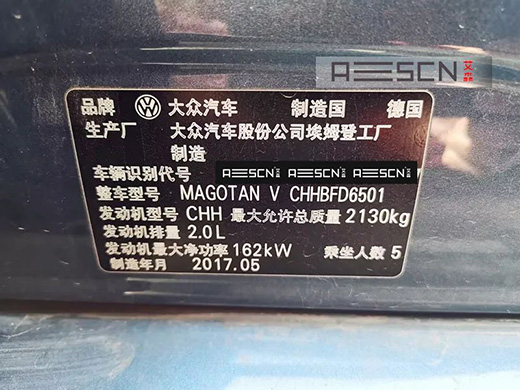 AESCN 艾森
品牌 大众汽车 制造国 德国
生产厂 大众汽车股份公司埃姆登工厂
制造
车辆识别代号 AESCN AESCN AESCN
整车型号 MAGOTAN V CHHBFD6501
发动机型号 CHH 最大允许总质量 2130kg
发动机排量 2.0L
发动机最大净功率 162kW 乘坐人数 5
制造年月 2017.05